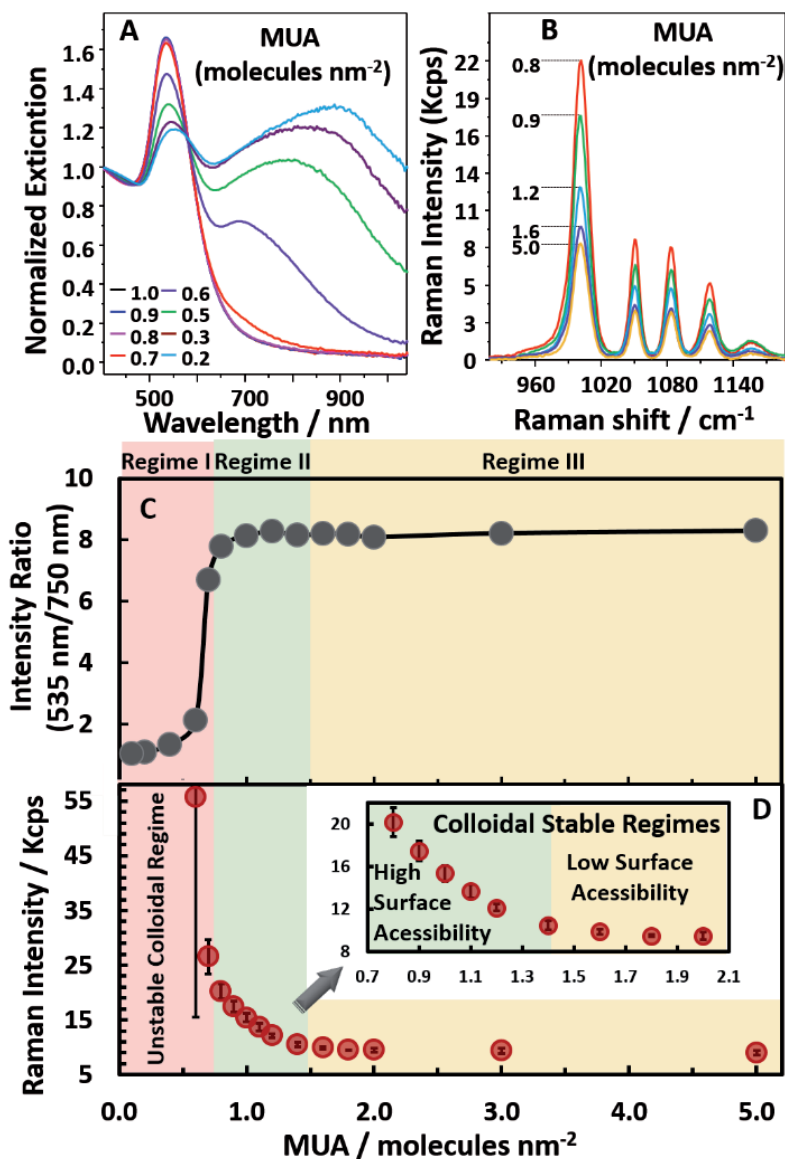 A
MUA
(molecules nm-2)
Normalized Exticntion
1.6
1.4
1.2
1.0
0.8
0.6
0.4
0.2
0.0
1.0 0.6
0.9 0.5
0.8 0.3
0.7 0.2
500 700 900
Wavelength / nm
B
MUA
(molecules nm-2)
Raman Intensity (Kcps)
22
19
16
14
11
8
6
3
0
0.8
0.9
1.2
1.6
5.0
960 1020 1080 1140
Raman shift / cm-1
Regime I Regime II Regime III
C
Intensity Ratio
(535 nm/750 nm)
10
8
6
4
2
D
Raman Intensity / Kcps
55
45
35
25
15
5
Unstable Colloidal Regime
Colloidal Stable Regimes
High
Surface
Acessibility
Low Surface
Acessibility
20
16
12
8
0.7 0.9 1.1 1.3 1.5 1.7 1.9 2.1
0.0 1.0 2.0 3.0 4.0 5.0
MUA / molecules nm-2